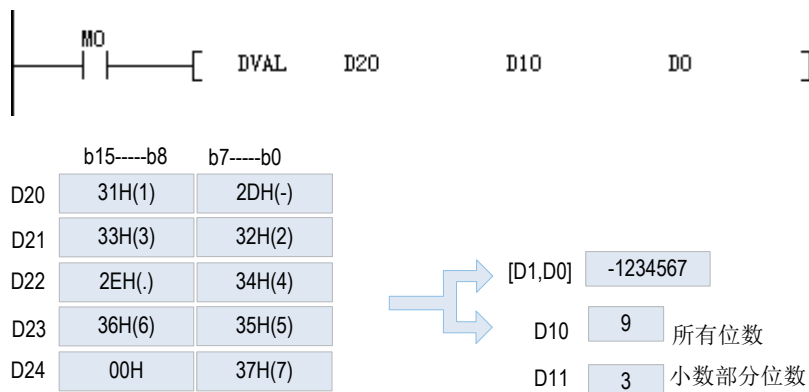 M0
[ DVAL D20 D10 D0 ]
b15-----b8 b7-----b0
D20 31H(1) 2DH(-)
D21 33H(3) 32H(2)
D22 2EH(.) 34H(4)
D23 36H(6) 35H(5)
D24 00H 37H(7)
[D1,D0] -1234567
D10 9 所有位数
D11 3 小数部分位数